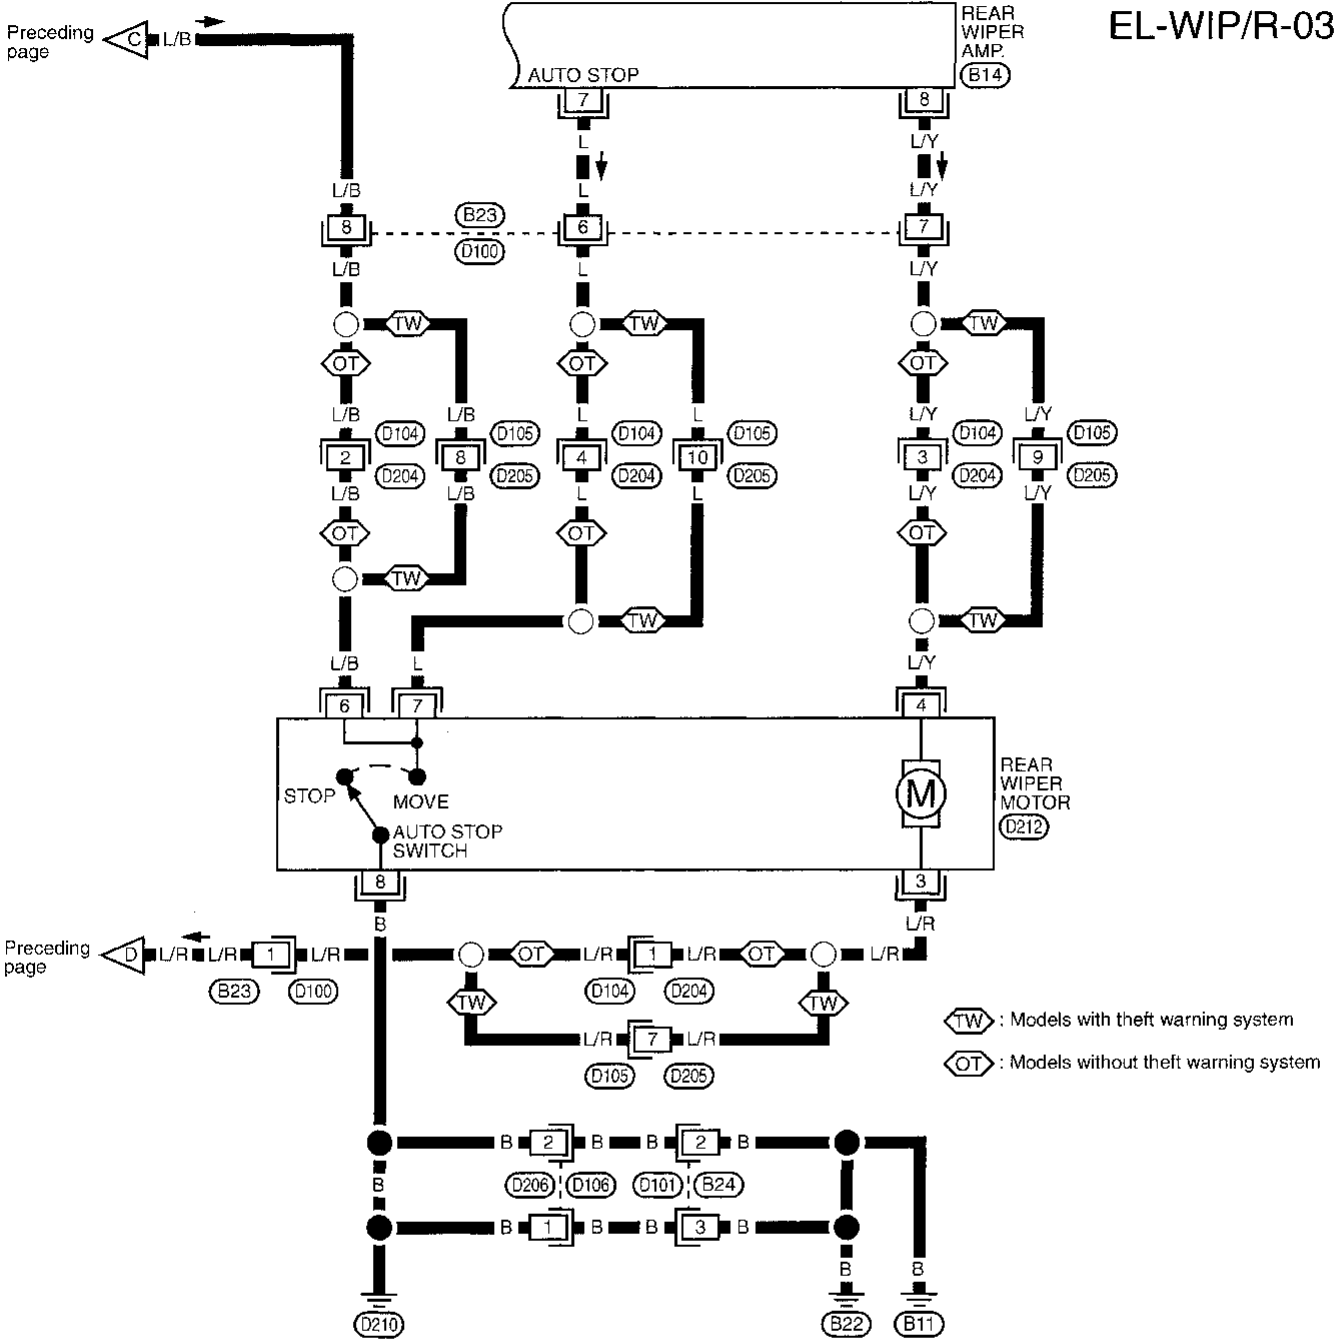 EL-WIP/R-03
Preceding
page
C
L/B
REAR
WIPER
AMP.
B14
AUTO STOP
7
8
L
L/Y
L/B
L
L/Y
8
B23
D100
6
7
L/B
L
L/Y
TW
TW
TW
OT
OT
OT
L/B
L/B
L
L
L/Y
L/Y
2
D104
D204
8
D105
D205
4
D104
D204
10
D105
D205
3
D104
D204
9
D105
D205
L/B
L/B
L
L
L/Y
L/Y
OT
OT
OT
TW
TW
TW
L/B
L
L/Y
6
7
4
STOP
MOVE
AUTO STOP
SWITCH
M
REAR
WIPER
MOTOR
D212
8
3
B
L/R
Preceding
page
D
L/R
L/R
1
L/R
OT
L/R
1
L/R
OT
L/R
B23
D100
D104
D204
TW
TW
L/R
7
L/R
D105
D205
TW : Models with theft warning system
OT : Models without theft warning system
B
2
B
B
2
B
B
D206
D106
D101
B24
B
1
B
B
3
B
B
B
D210
B22
B11